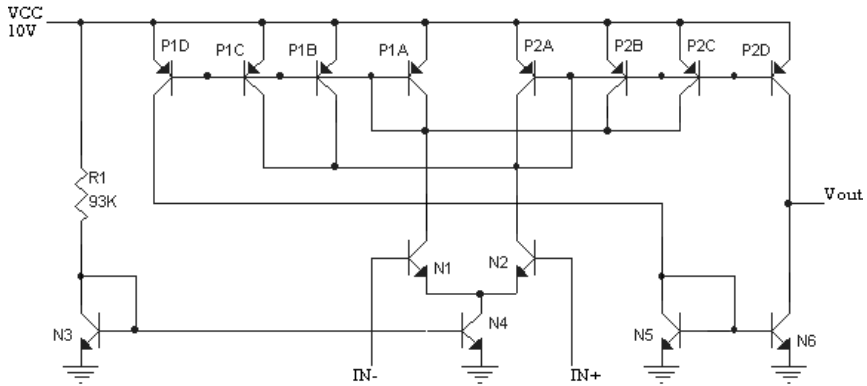 VCC
10V
P1D
P1C
P1B
P1A
P2A
P2B
P2C
P2D
R1
93K
Vout
N1
N2
N3
N4
N5
N6
IN-
IN+